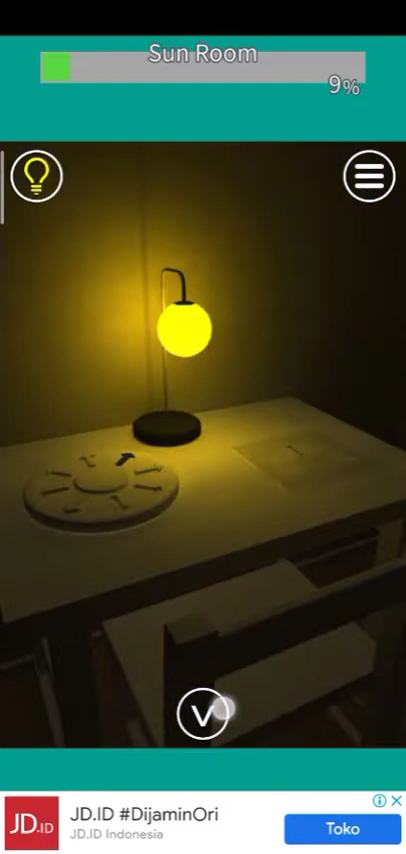 Sun Room
9%
V
JD.ID
JD.ID #DijaminOri
JD.ID Indonesia
Toko